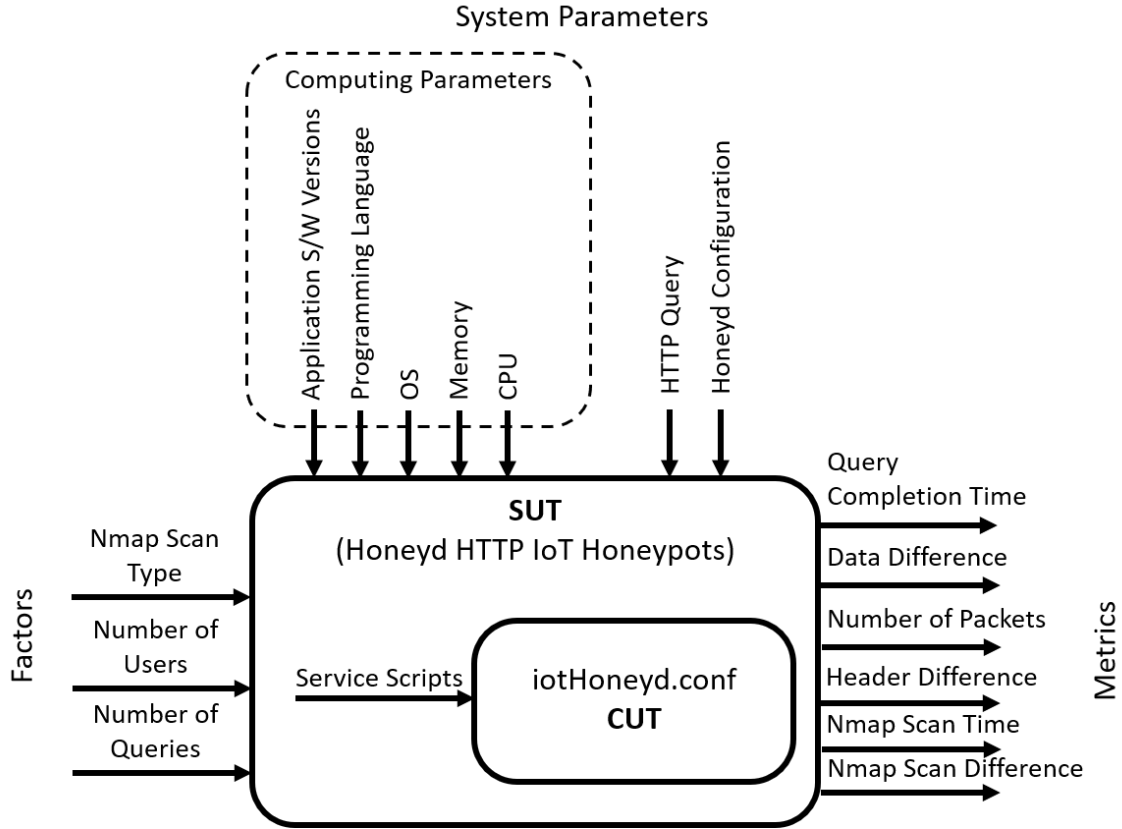 System Parameters
Computing Parameters
Application S/W Versions
Programming Language
OS
Memory
CPU
HTTP Query
Honeyd Configuration
Factors
Nmap Scan
Type
Number of
Users
Number of
Queries
SUT
(Honeyd HTTP IoT Honeypots)
Service Scripts
iotHoneyd.conf
CUT
Query
Completion Time
Data Difference
Number of Packets
Header Difference
Nmap Scan Time
Nmap Scan Difference
Metrics